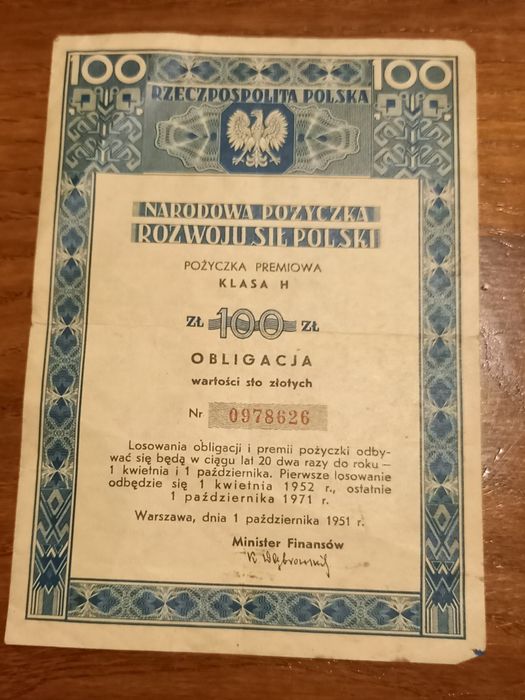 100 100
RZECZPOSPOLITA POLSKA
NARODOWA POŻYCZKA
ROZWOJU SIŁ POLSKI
POŻYCZKA PREMIOWA
KLASA H
ZŁ 100 ZŁ
OBLIGACJA
wartości sto złotych
Nr 0978626
Losowania obligacji i premii pożyczki odby-
wać się będą w ciągu lat 20 dwa razy do roku –
1 kwietnia i 1 października. Pierwsze losowanie
odbędzie się 1 kwietnia 1952 r., ostatnie
1 października 1971 r.
Warszawa, dnia 1 października 1951 r.
Minister Finansów
K Dąbrowski